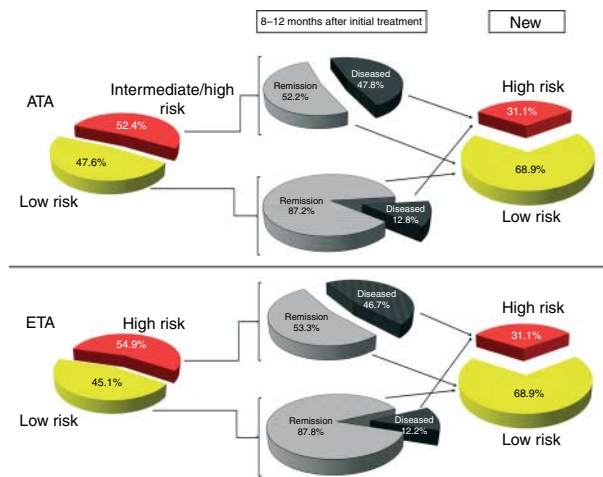 8–12 months after initial treatment
New
ATA
Intermediate/high
risk
52.4%
47.6%
Low risk
Remission
52.2%
Diseased
47.8%
Remission
87.2%
Diseased
12.8%
High risk
31.1%
68.9%
Low risk
ETA
High risk
54.9%
45.1%
Low risk
Remission
53.3%
Diseased
46.7%
Remission
87.8%
Diseased
12.2%
High risk
31.1%
68.9%
Low risk